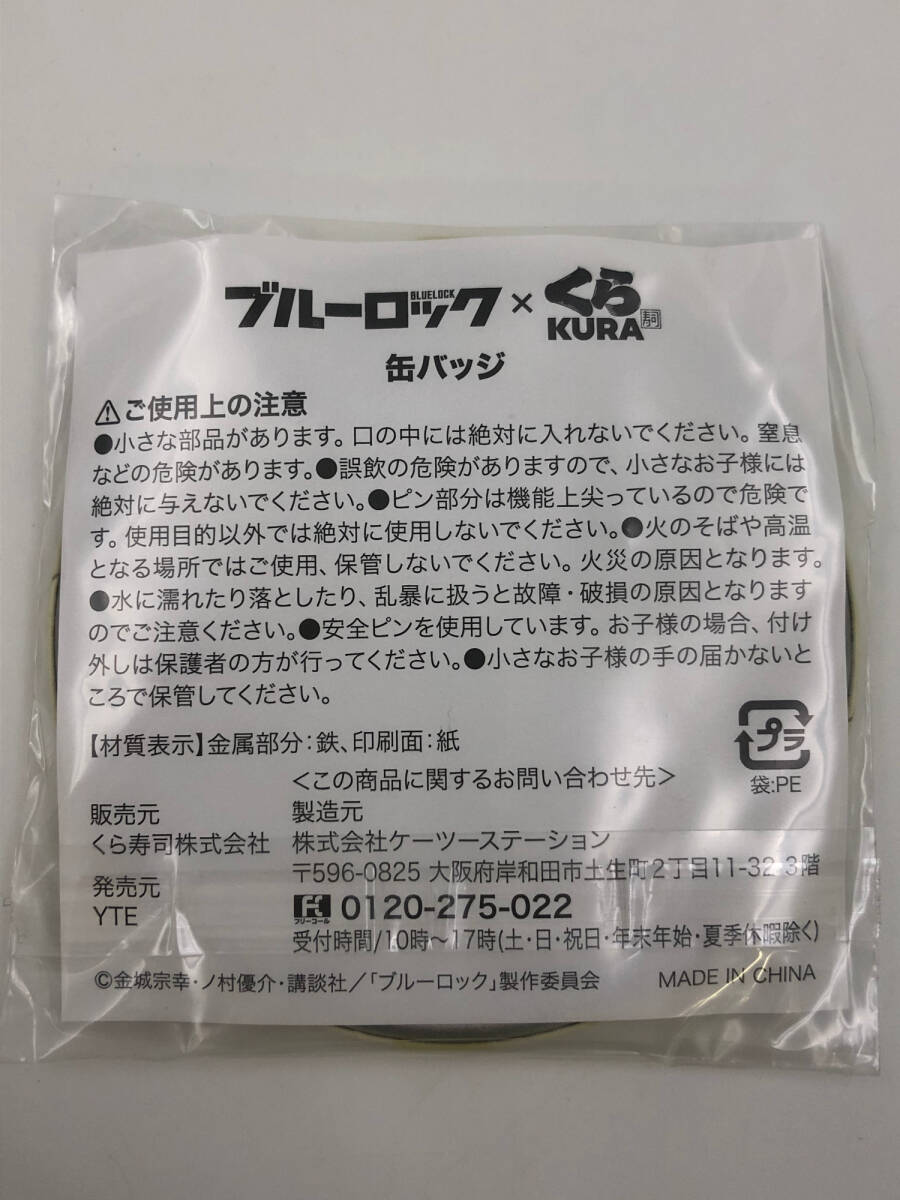 ブルーロック × くら
BLUELOCK
KURA 寿司
缶バッジ
⚠ご使用上の注意
●小さな部品があります。口の中には絶対に入れないでください。窒息
などの危険があります。●誤飲の危険がありますので、小さなお子様には
絶対に与えないでください。●ピン部分は機能上尖っているので危険で
す。使用目的以外では絶対に使用しないでください。●火のそばや高温
となる場所ではご使用、保管しないでください。火災の原因となります。
●水に濡れたり落としたり、乱暴に扱うと故障・破損の原因となります
のでご注意ください。●安全ピンを使用しています。お子様の場合、付け
外しは保護者の方が行ってください。●小さなお子様の手の届かないと
ころで保管してください。
【材質表示】金属部分:鉄、印刷面:紙
プラ
袋:PE
<この商品に関するお問い合わせ先>
販売元
くら寿司株式会社
発売元
YTE
製造元
株式会社ケーツーステーション
〒596-0825 大阪府岸和田市土生町2丁目11-32 3階
フリーコール 0120-275-022
受付時間/10時〜17時(土・日・祝日・年末年始・夏季休暇除く)
©金城宗幸・ノ村優介・講談社/「ブルーロック」製作委員会
MADE IN CHINA